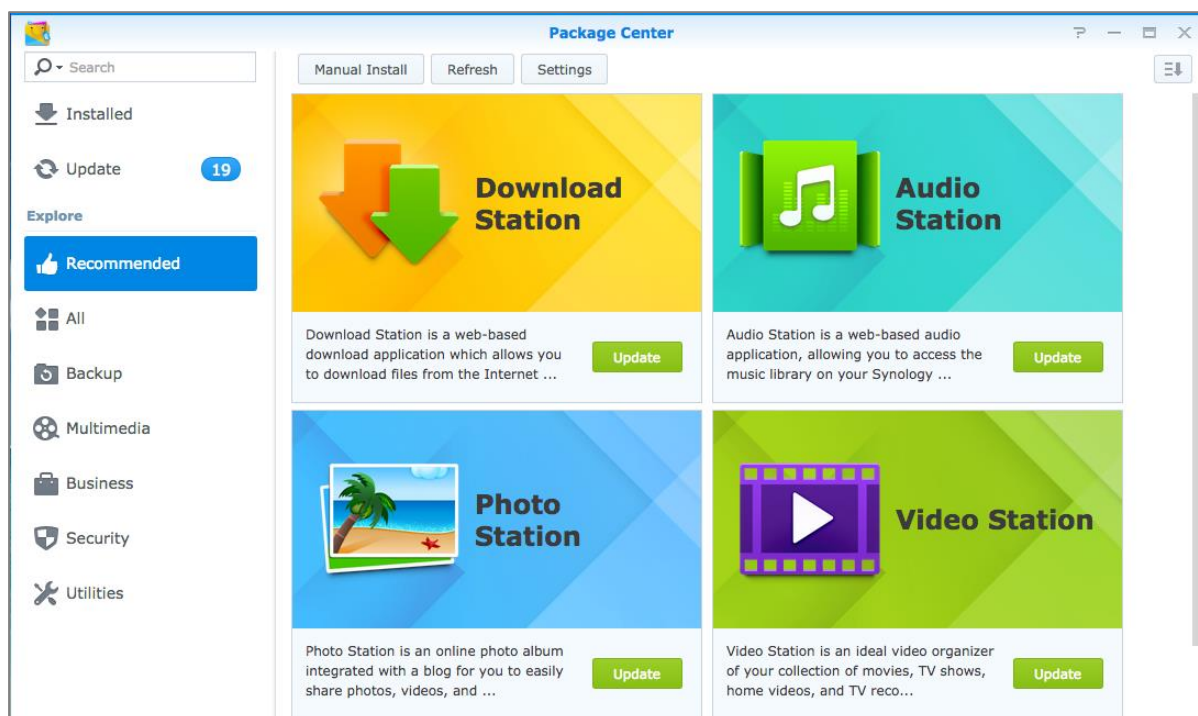 Package Center
Search
Manual Install
Refresh
Settings
Installed
Update
19
Explore
Recommended
All
Backup
Multimedia
Business
Security
Utilities
Download
Station
Download Station is a web-based
download application which allows you
to download files from the Internet ...
Update
Audio
Station
Audio Station is a web-based audio
application, allowing you to access the
music library on your Synology ...
Update
Photo
Station
Photo Station is an online photo album
integrated with a blog for you to easily
share photos, videos, and ...
Update
Video Station
Video Station is an ideal video organizer
of your collection of movies, TV shows,
home videos, and TV reco...
Update